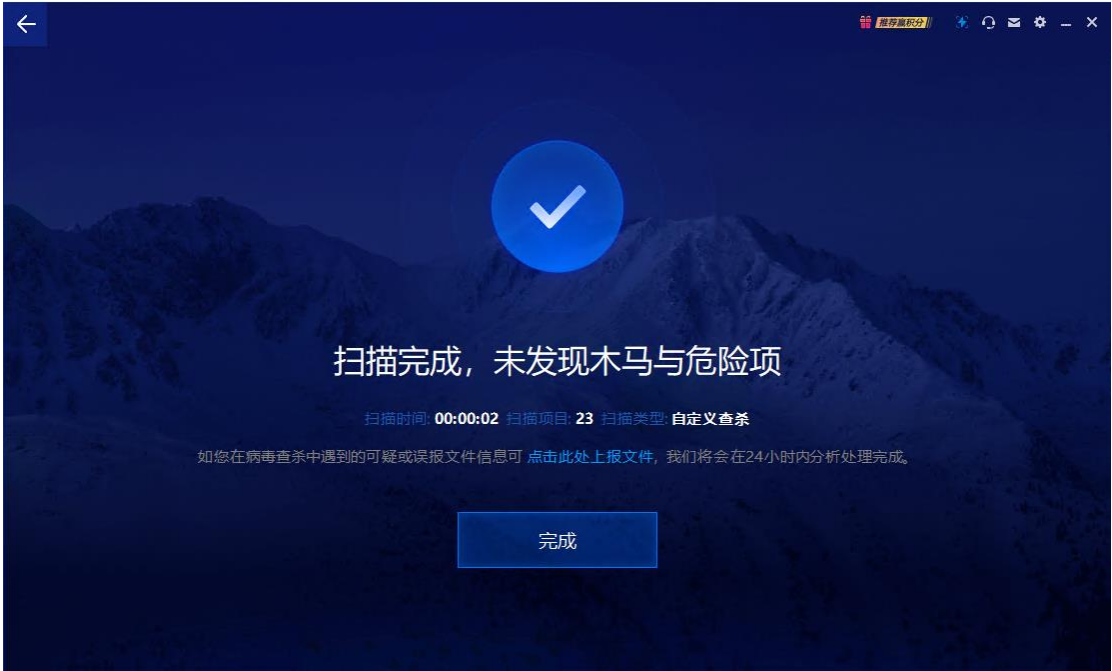 推荐赢积分
扫描完成，未发现木马与危险项
扫描时间: 00:00:02 扫描项目: 23 扫描类型: 自定义查杀
如您在病毒查杀中遇到的可疑或误报文件信息可 点击此处上报文件，我们将会在24小时内分析处理完成。
完成